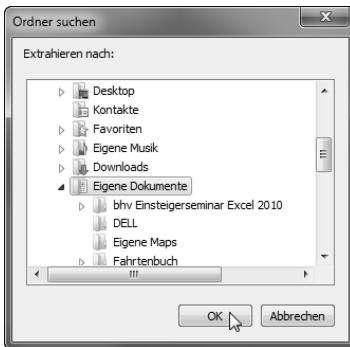 Ordner suchen
Extrahieren nach:
Desktop
Kontakte
Favoriten
Eigene Musik
Downloads
Eigene Dokumente
bhv Einsteigerseminar Excel 2010
DELL
Eigene Maps
Fahrtenbuch
OK Abbrechen